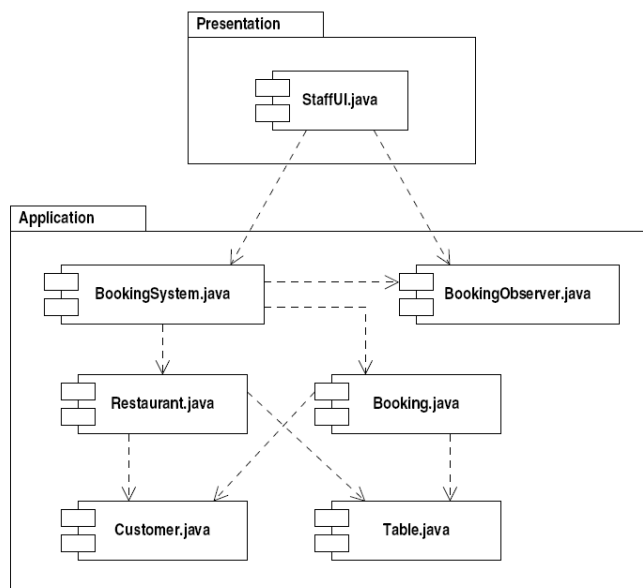 Presentation
StaffUI.java
Application
BookingSystem.java
BookingObserver.java
Restaurant.java
Booking.java
Customer.java
Table.java